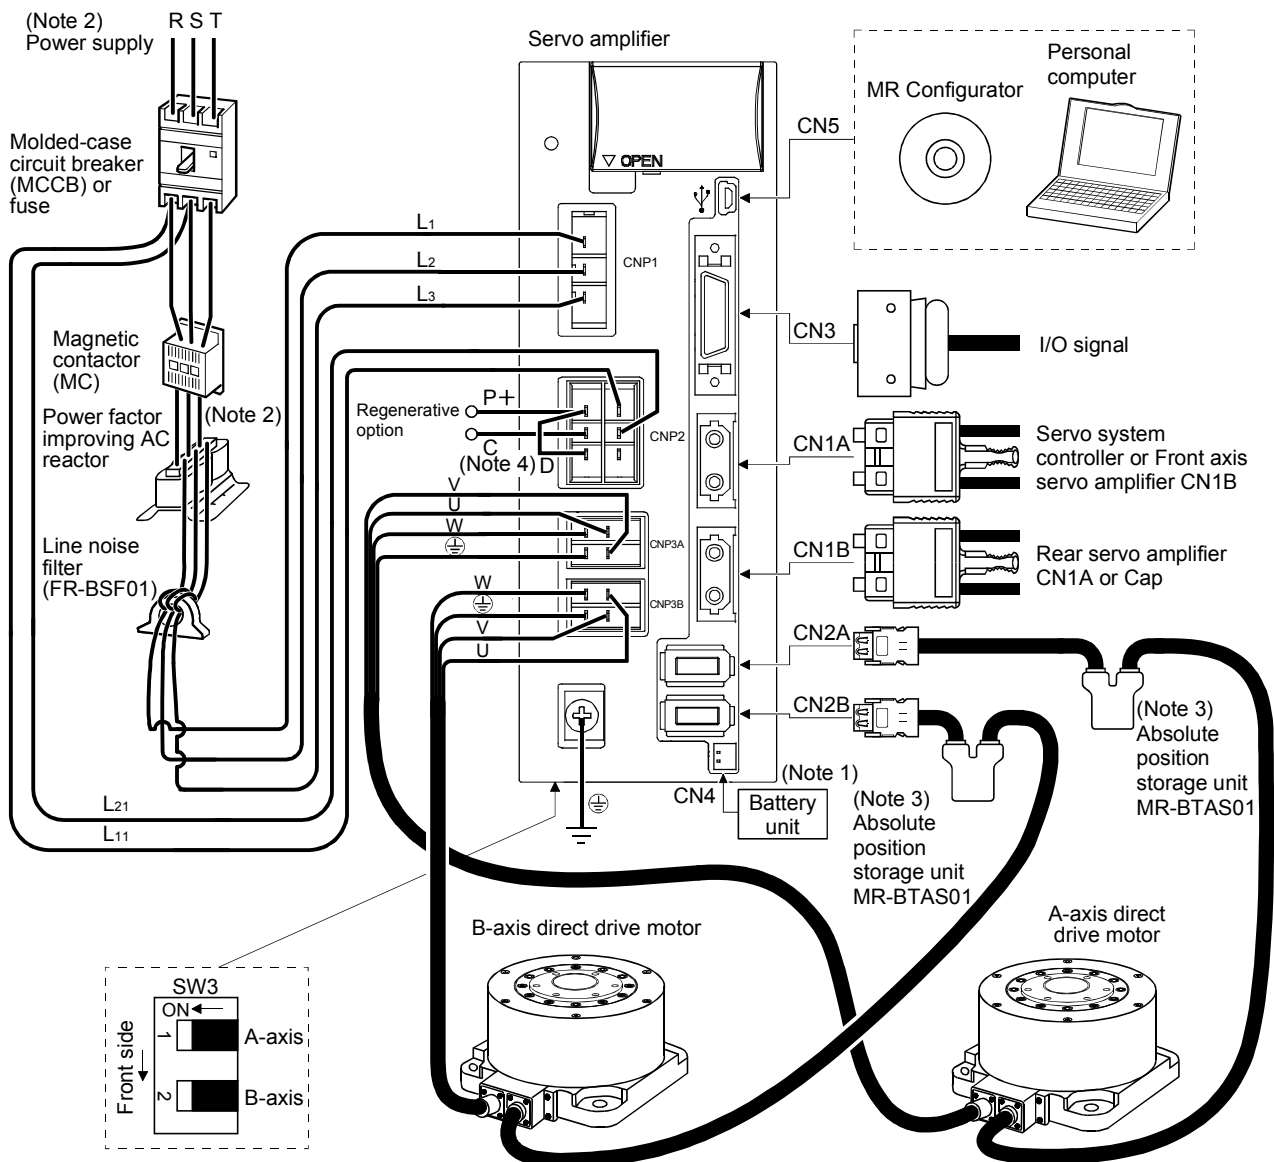 (Note 2)
Power supply
R S T
Servo amplifier
Molded-case
circuit breaker
(MCCB) or
fuse
▽ OPEN
CN5
MR Configurator
Personal
computer
L1
L2
L3
CNP1
CN3
I/O signal
Magnetic
contactor
(MC)
Power factor
improving AC
reactor
(Note 2)
Regenerative
option
P+
C
(Note 4)
D
CNP2
CN1A
Servo system
controller or Front axis
servo amplifier CN1B
V
U
W
CNP3A
Line noise
filter
(FR-BSF01)
CN1B
Rear servo amplifier
CN1A or Cap
W
V
U
CNP3B
CN2A
CN2B
(Note 3)
Absolute
position
storage unit
MR-BTAS01
L21
L11
CN4
(Note 1)
Battery
unit
(Note 3)
Absolute
position
storage unit
MR-BTAS01
B-axis direct drive motor
A-axis direct
drive motor
SW3
ON
1
A-axis
2
B-axis
Front side